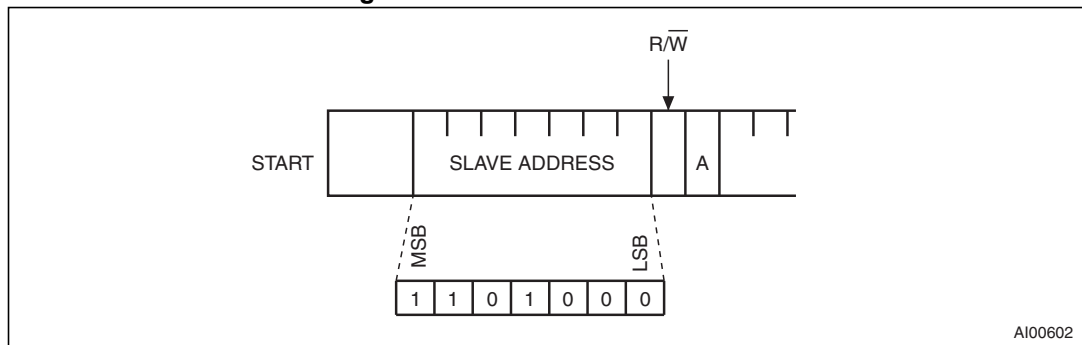 R/W̅
START
SLAVE ADDRESS
A
MSB
LSB
1 1 0 1 0 0 0
AI00602